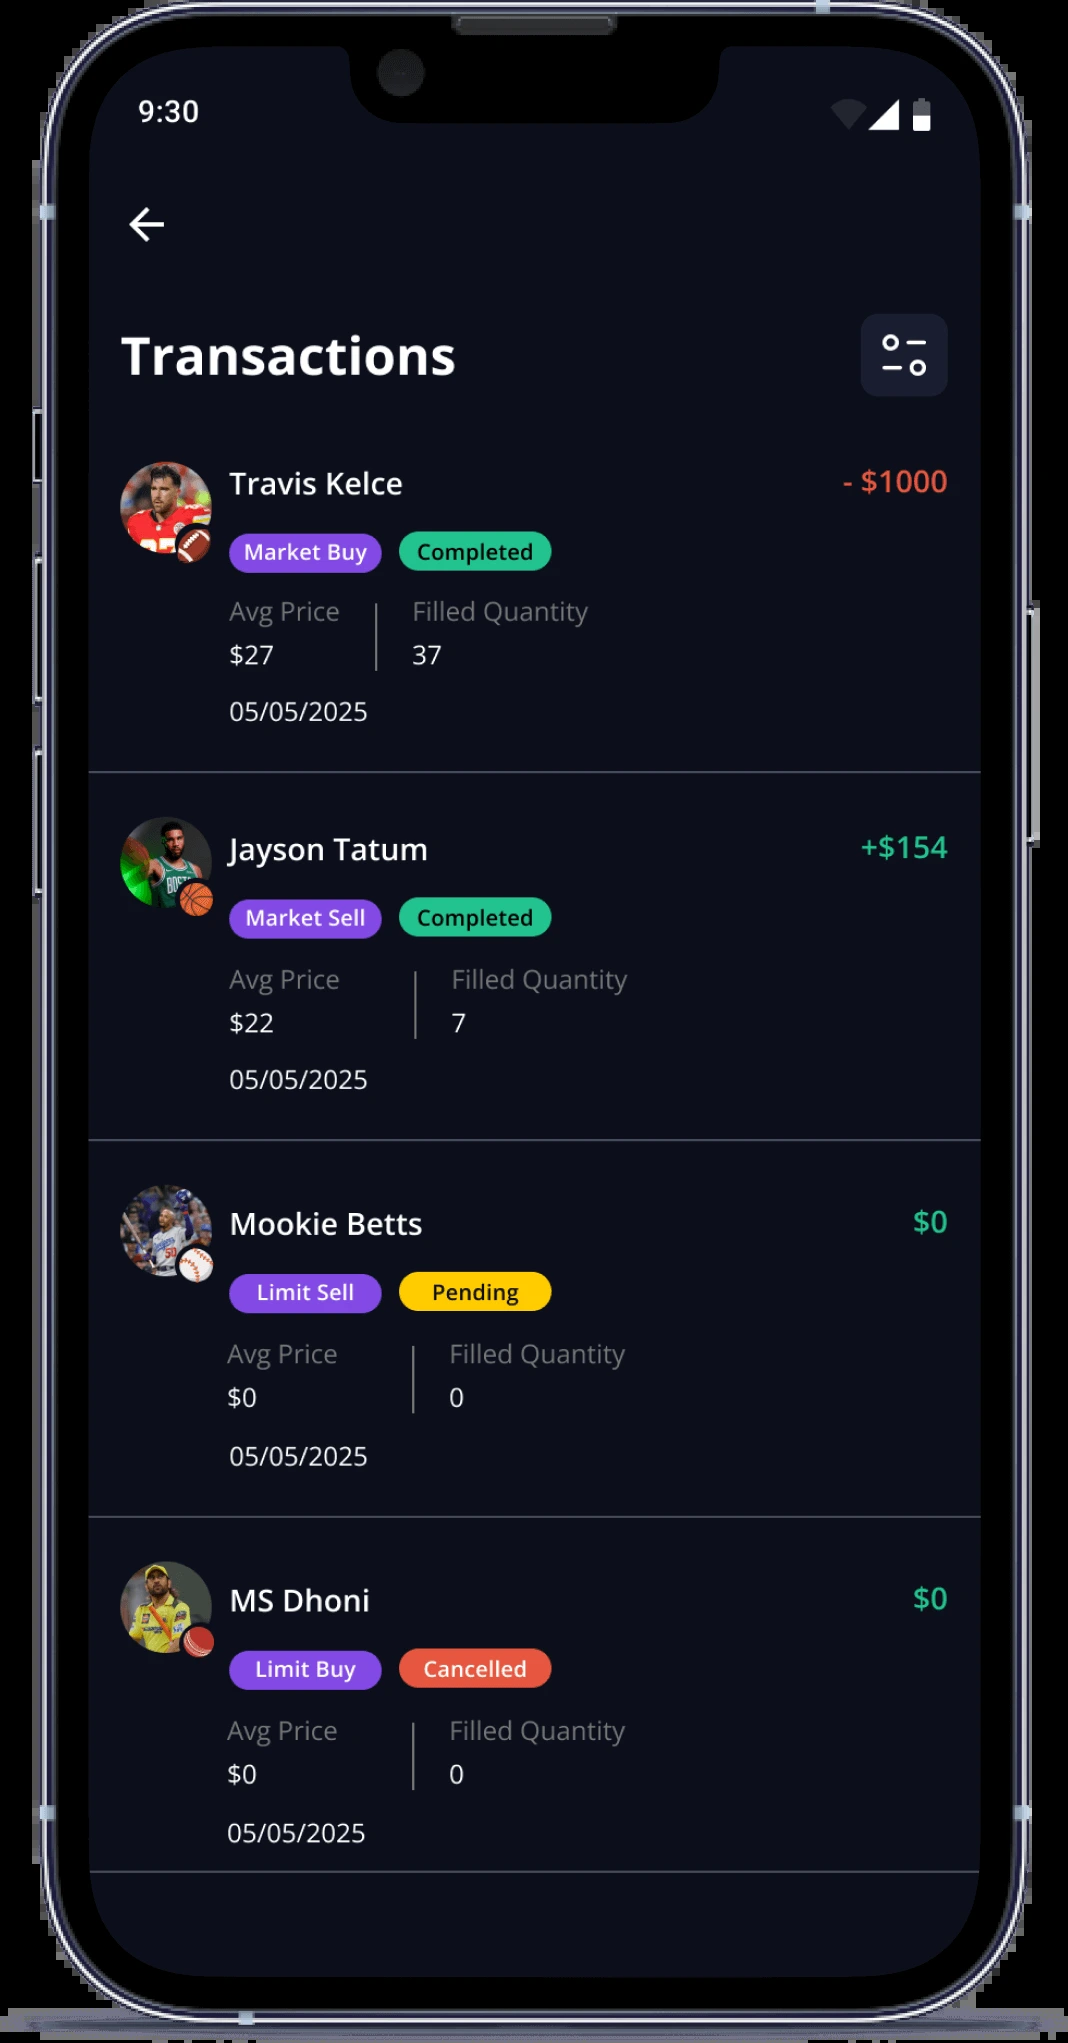 9:30
Transactions
Travis Kelce - $1000
Market Buy Completed
Avg Price Filled Quantity
$27 37
05/05/2025
Jayson Tatum +$154
Market Sell Completed
Avg Price Filled Quantity
$22 7
05/05/2025
Mookie Betts $0
Limit Sell Pending
Avg Price Filled Quantity
$0 0
05/05/2025
MS Dhoni $0
Limit Buy Cancelled
Avg Price Filled Quantity
$0 0
05/05/2025